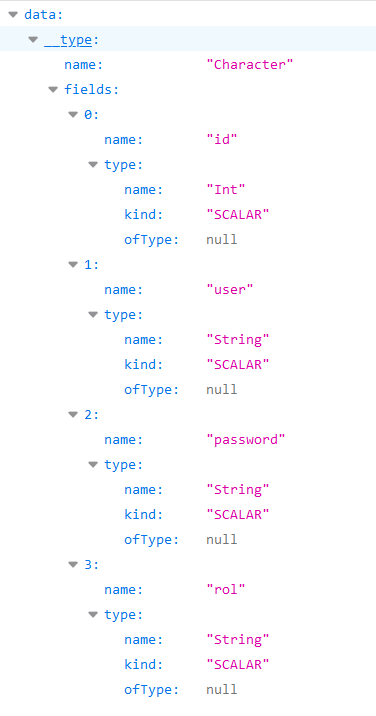 data:
__type:
name: "Character"
fields:
0:
name: "id"
type:
name: "Int"
kind: "SCALAR"
ofType: null
1:
name: "user"
type:
name: "String"
kind: "SCALAR"
ofType: null
2:
name: "password"
type:
name: "String"
kind: "SCALAR"
ofType: null
3:
name: "rol"
type:
name: "String"
kind: "SCALAR"
ofType: null